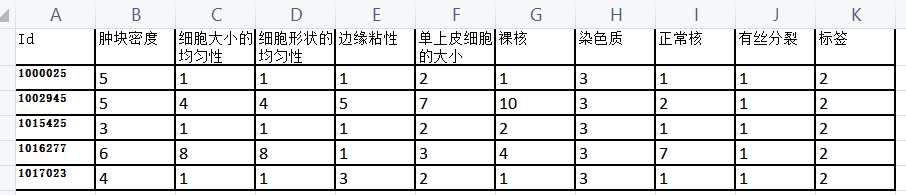 A B C D E F G H I J K
Id 肿块密度 细胞大小的均匀性 细胞形状的均匀性 边缘粘性 单上皮细胞的大小 裸核 染色质 正常核 有丝分裂 标签
1000025 5 1 1 1 2 1 3 1 1 2
1002945 5 4 4 5 7 10 3 2 1 2
1015425 3 1 1 1 2 2 3 1 1 2
1016277 6 8 8 1 3 4 3 7 1 2
1017023 4 1 1 3 2 1 3 1 1 2